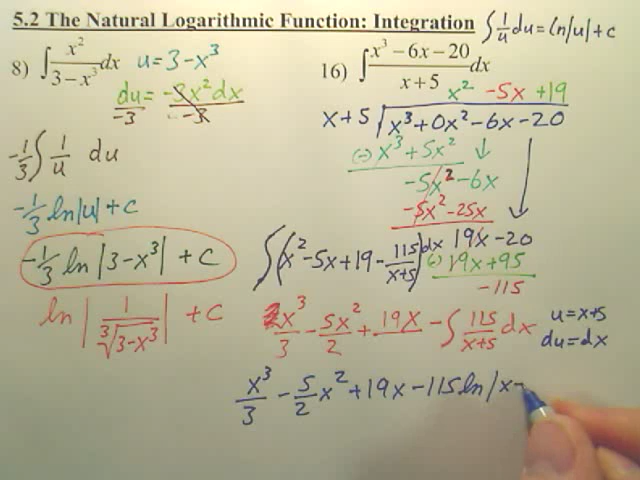 5.2 The Natural Logarithmic Function: Integration ∫ 1/u du = ln|u| + c
8) ∫ x²/(3 − x³) dx u = 3 − x³
du/−3 = −3x²dx/−3
−1/3 ∫ 1/u du
−1/3 ln|u| + c
−1/3 ln |3 − x³| + C
ln | 1/∛(3−x³) | + C
16) ∫ (x³ − 6x − 20)/(x + 5) dx
x² −5x +19
x + 5 ) x³ + 0x² − 6x − 20
(−) x³ + 5x² ↓
−5x² − 6x ↓
−5x² − 25x
19x − 20
(−) 19x + 95
−115
∫ (x² − 5x + 19 − 115/(x+5)) dx
x³/3 − 5x²/2 + 19x − ∫ 115/(x+5) dx
u = x+5
du = dx
x³/3 − 5/2 x² + 19x − 115 ln |x